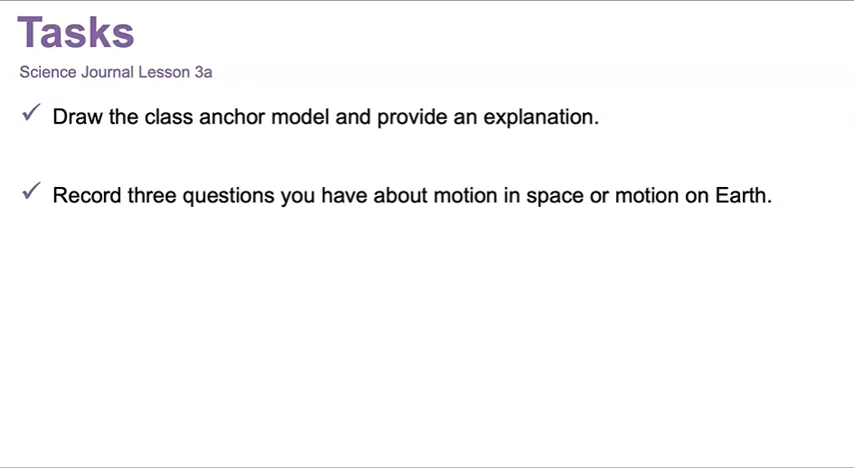 Tasks
Science Journal Lesson 3a
✓ Draw the class anchor model and provide an explanation.
✓ Record three questions you have about motion in space or motion on Earth.